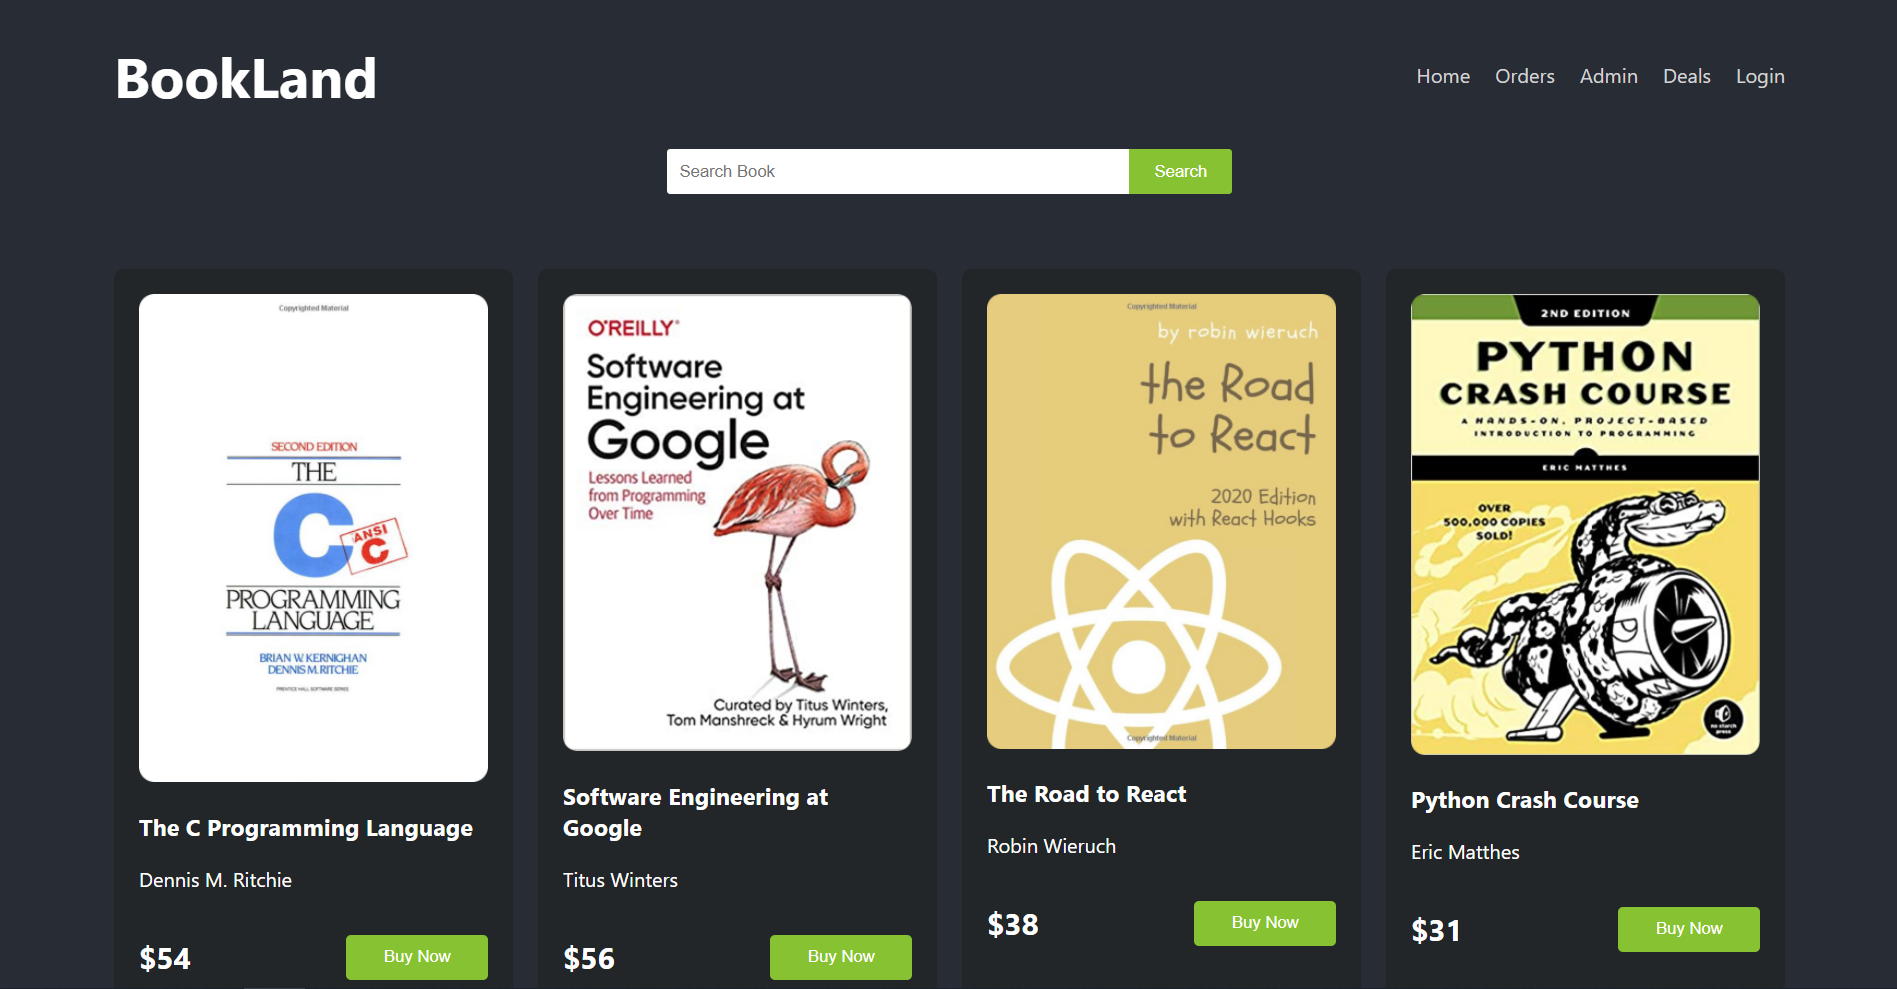 BookLand
Home Orders Admin Deals Login
Search Book
Search
Copyrighted Material
SECOND EDITION
THE
C
ANSI
C
PROGRAMMING
LANGUAGE
BRIAN W. KERNIGHAN
DENNIS M. RITCHIE
PRENTICE HALL SOFTWARE SERIES
The C Programming Language
Dennis M. Ritchie
$54
Buy Now
O'REILLY®
Software
Engineering at
Google
Lessons Learned
from Programming
Over Time
Curated by Titus Winters,
Tom Manshreck & Hyrum Wright
Software Engineering at
Google
Titus Winters
$56
Buy Now
Copyrighted Material
by robin wieruch
the Road
to React
2020 Edition
with React Hooks
Copyrighted Material
The Road to React
Robin Wieruch
$38
Buy Now
2ND EDITION
PYTHON
CRASH COURSE
A HANDS-ON, PROJECT-BASED
INTRODUCTION TO PROGRAMMING
ERIC MATTHES
OVER
500,000 COPIES
SOLD!
no starch
press
Python Crash Course
Eric Matthes
$31
Buy Now